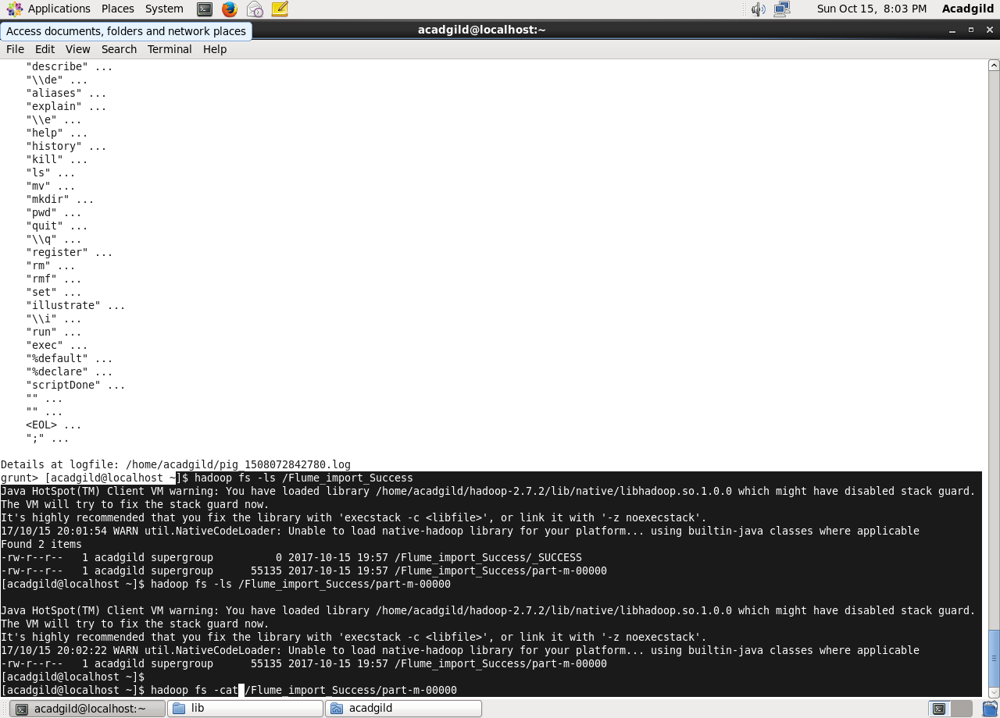 Applications Places System Sun Oct 15, 8:03 PM Acadgild
Access documents, folders and network places
acadgild@localhost:~
File Edit View Search Terminal Help
"describe" ...
"\\de" ...
"aliases" ...
"explain" ...
"\\e" ...
"help" ...
"history" ...
"kill" ...
"ls" ...
"mv" ...
"mkdir" ...
"pwd" ...
"quit" ...
"\\q" ...
"register" ...
"rm" ...
"rmf" ...
"set" ...
"illustrate" ...
"\\i" ...
"run" ...
"exec" ...
"%default" ...
"%declare" ...
"scriptDone" ...
"" ...
"" ...
<EOL> ...
";" ...
Details at logfile: /home/acadgild/pig_1508072842780.log
grunt> [acadgild@localhost ~]$ hadoop fs -ls /Flume_import_Success
Java HotSpot(TM) Client VM warning: You have loaded library /home/acadgild/hadoop-2.7.2/lib/native/libhadoop.so.1.0.0 which might have disabled stack guard.
The VM will try to fix the stack guard now.
It's highly recommended that you fix the library with 'execstack -c <libfile>', or link it with '-z noexecstack'.
17/10/15 20:01:54 WARN util.NativeCodeLoader: Unable to load native-hadoop library for your platform... using builtin-java classes where applicable
Found 2 items
-rw-r--r--   1 acadgild supergroup          0 2017-10-15 19:57 /Flume_import_Success/_SUCCESS
-rw-r--r--   1 acadgild supergroup      55135 2017-10-15 19:57 /Flume_import_Success/part-m-00000
[acadgild@localhost ~]$ hadoop fs -ls /Flume_import_Success/part-m-00000
Java HotSpot(TM) Client VM warning: You have loaded library /home/acadgild/hadoop-2.7.2/lib/native/libhadoop.so.1.0.0 which might have disabled stack guard.
The VM will try to fix the stack guard now.
It's highly recommended that you fix the library with 'execstack -c <libfile>', or link it with '-z noexecstack'.
17/10/15 20:02:22 WARN util.NativeCodeLoader: Unable to load native-hadoop library for your platform... using builtin-java classes where applicable
-rw-r--r--   1 acadgild supergroup      55135 2017-10-15 19:57 /Flume_import_Success/part-m-00000
[acadgild@localhost ~]$
[acadgild@localhost ~]$ hadoop fs -cat /Flume_import_Success/part-m-00000
acadgild@localhost:~ lib acadgild